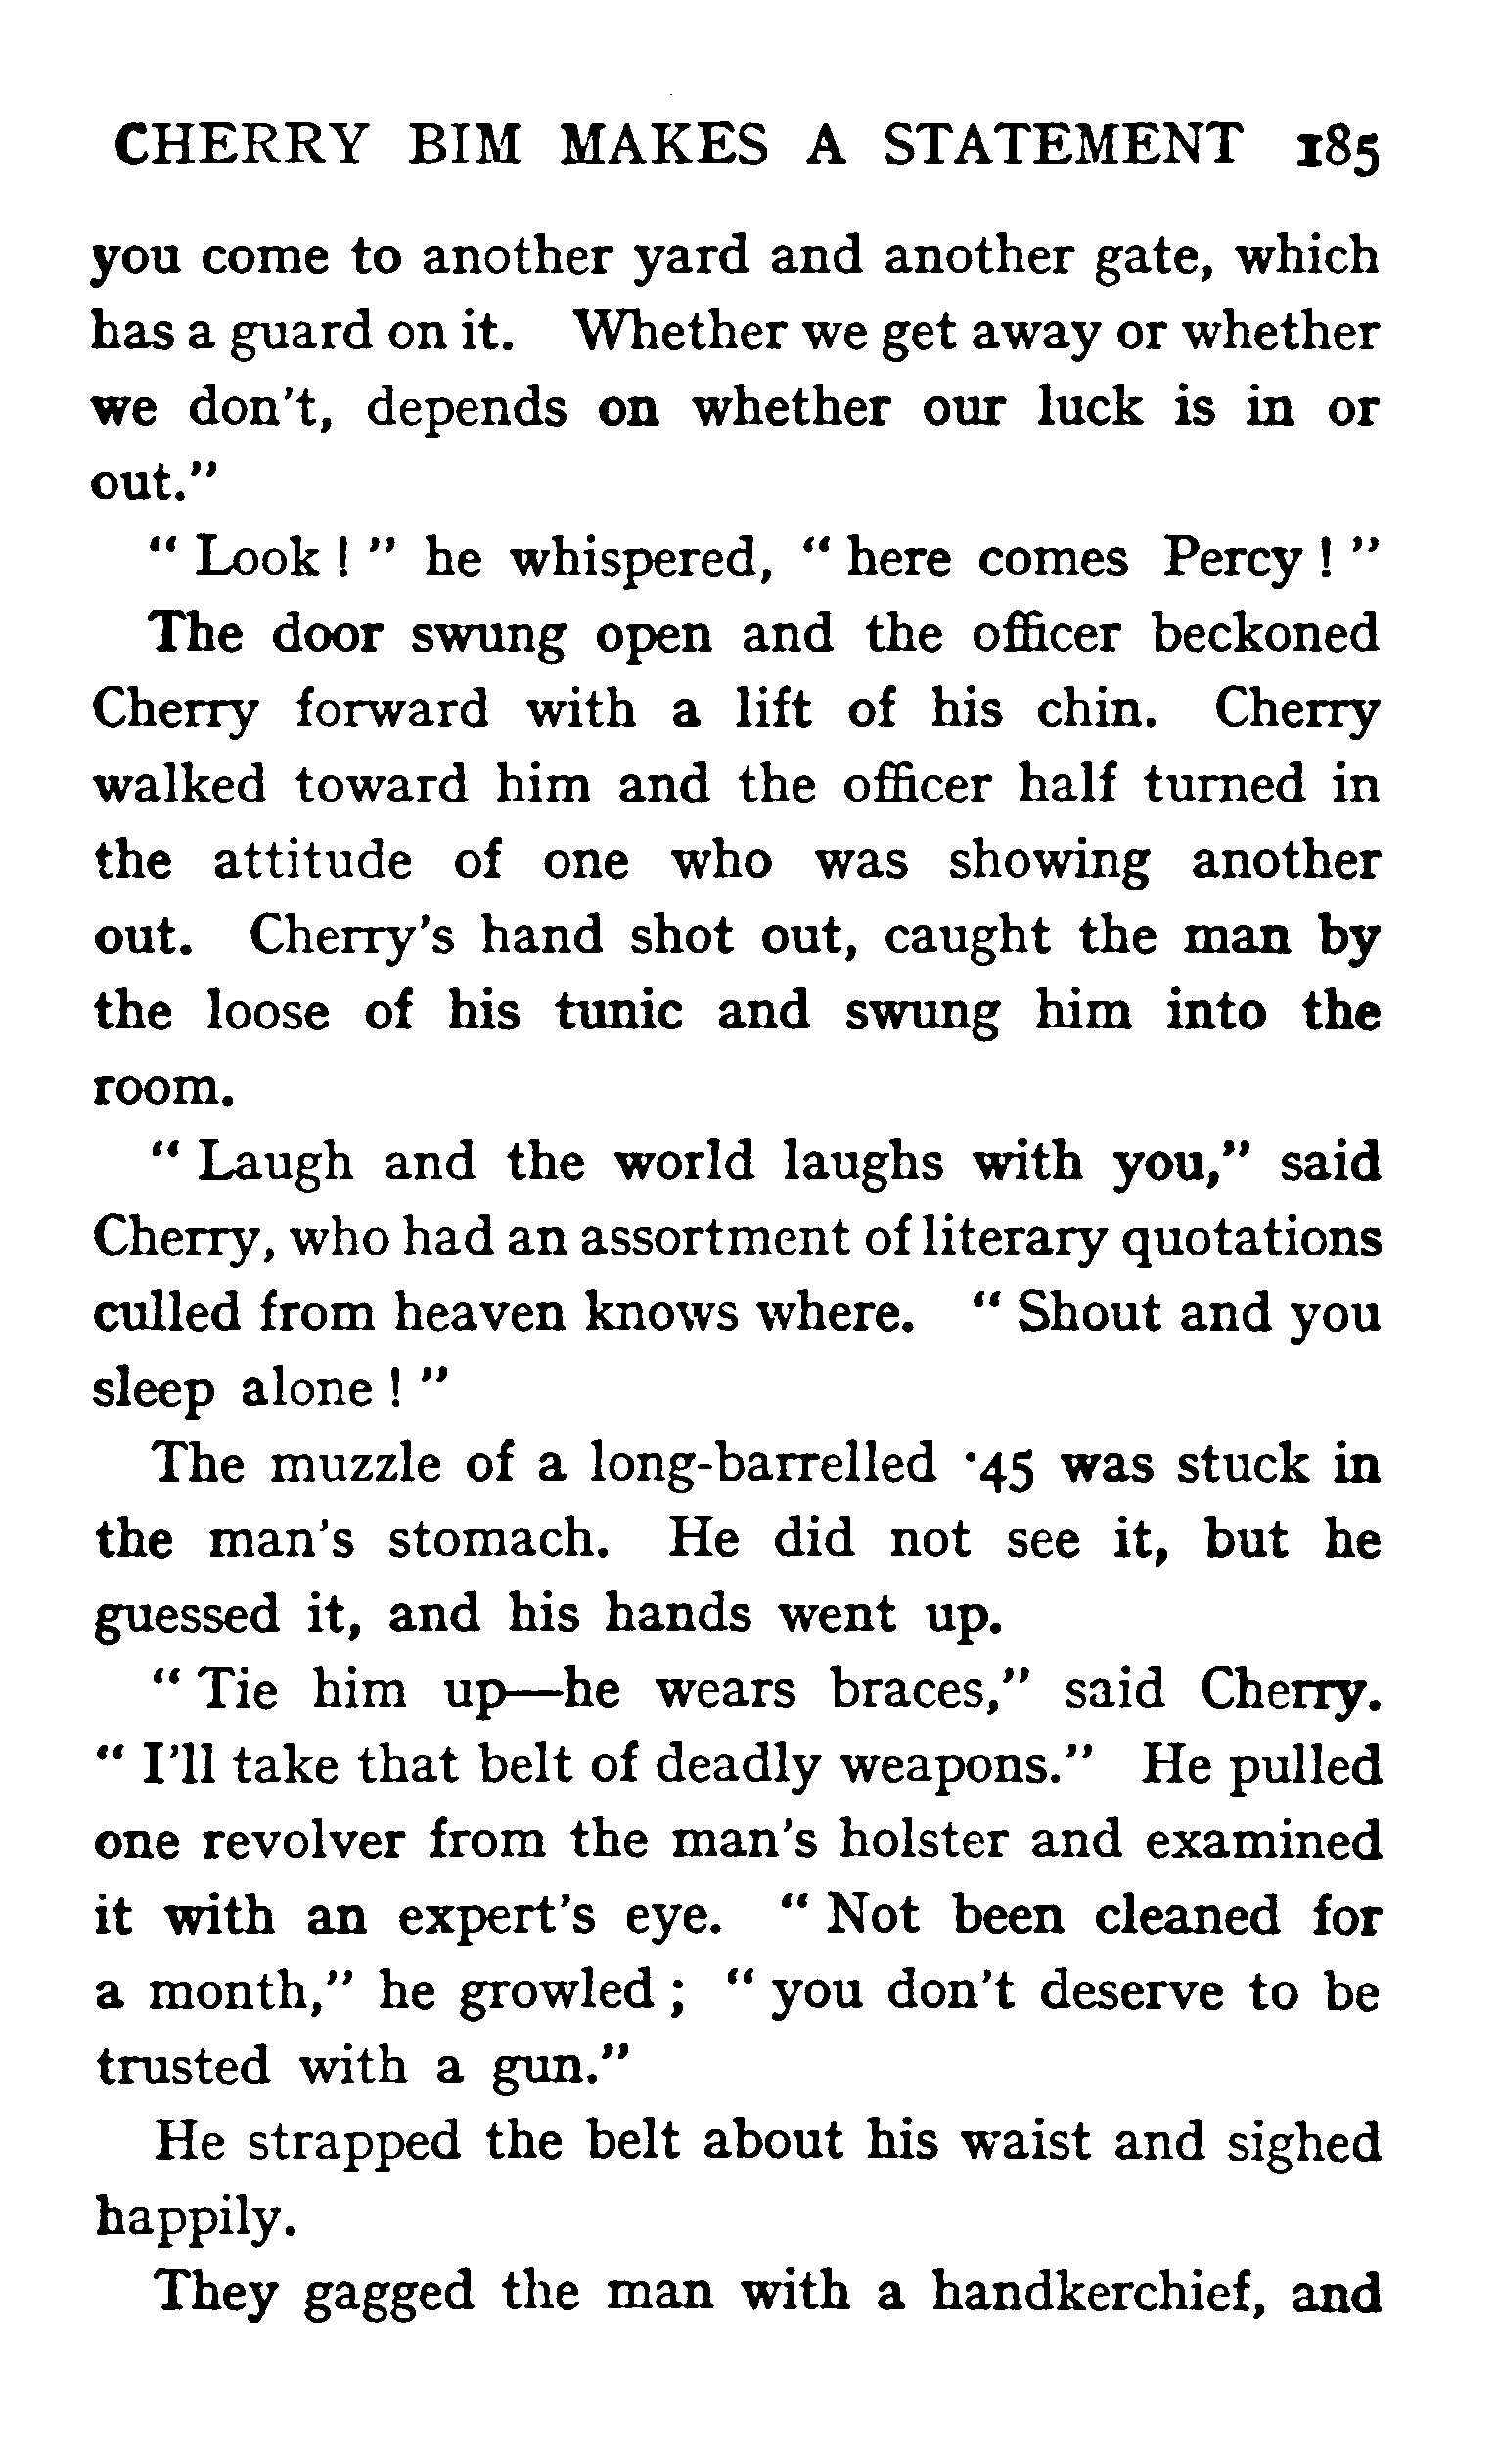 CHERRY BIM MAKES A STATEMENT 185
you come to another yard and another gate, which
has a guard on it. Whether we get away or whether
we don't, depends on whether our luck is in or
out."
" Look ! " he whispered, " here comes Percy ! "
The door swung open and the officer beckoned
Cherry forward with a lift of his chin. Cherry
walked toward him and the officer half turned in
the attitude of one who was showing another
out. Cherry's hand shot out, caught the man by
the loose of his tunic and swung him into the
room.
" Laugh and the world laughs with you," said
Cherry, who had an assortment of literary quotations
culled from heaven knows where. " Shout and you
sleep alone ! "
The muzzle of a long-barrelled ·45 was stuck in
the man's stomach. He did not see it, but he
guessed it, and his hands went up.
" Tie him up—he wears braces," said Cherry.
" I'll take that belt of deadly weapons." He pulled
one revolver from the man's holster and examined
it with an expert's eye. " Not been cleaned for
a month," he growled ; " you don't deserve to be
trusted with a gun."
He strapped the belt about his waist and sighed
happily.
They gagged the man with a handkerchief, and